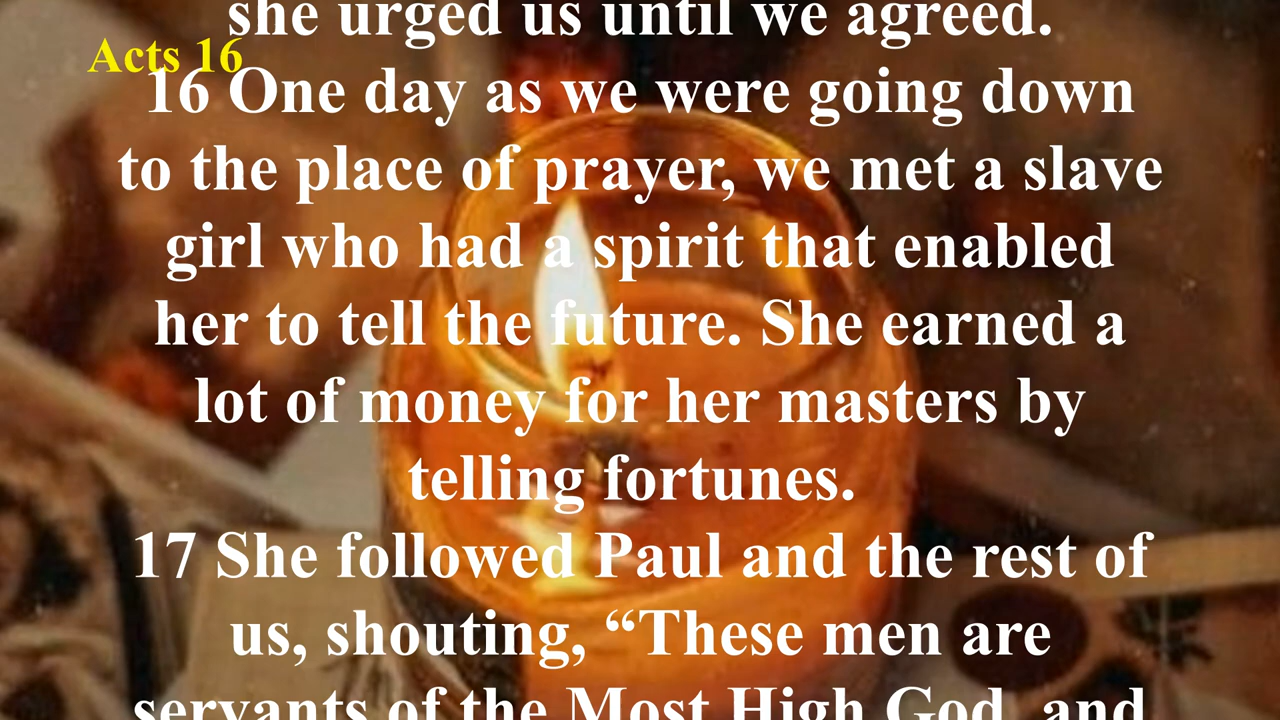 she urged us until we agreed.
Acts 16
16 One day as we were going down
to the place of prayer, we met a slave
girl who had a spirit that enabled
her to tell the future. She earned a
lot of money for her masters by
telling fortunes.
17 She followed Paul and the rest of
us, shouting, “These men are
servants of the Most High God, and